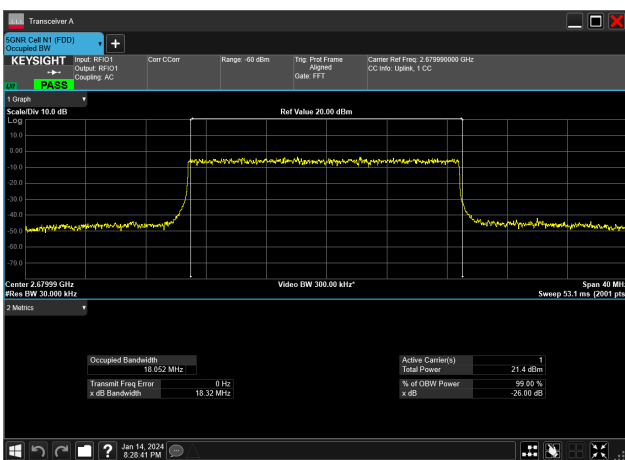 Transceiver A
5GNR Cell N1 (FDD)
Occupied BW
KEYSIGHT
Input: RFIO1
Output: RFIO1
Coupling: AC
Corr CCorr
Range: -60 dBm
Trig: Prot Frame
Aligned
Gate: FFT
Carrier Ref Freq: 2.679990000 GHz
CC Info: Uplink, 1 CC
PASS
1 Graph
Scale/Div 10.0 dB
Ref Value 20.00 dBm
Log
10.0
0.00
-10.0
-20.0
-30.0
-40.0
-50.0
-60.0
-70.0
Center 2.67999 GHz
Video BW 300.00 kHz*
Span 40 MHz
#Res BW 30.000 kHz
Sweep 53.1 ms (2001 pts
2 Metrics
Occupied Bandwidth
18.052 MHz
Transmit Freq Error 0 Hz
x dB Bandwidth 18.32 MHz
Active Carrier(s) 1
Total Power 21.4 dBm
% of OBW Power 99.00 %
x dB -26.00 dB
Jan 14, 2024
8:28:41 PM